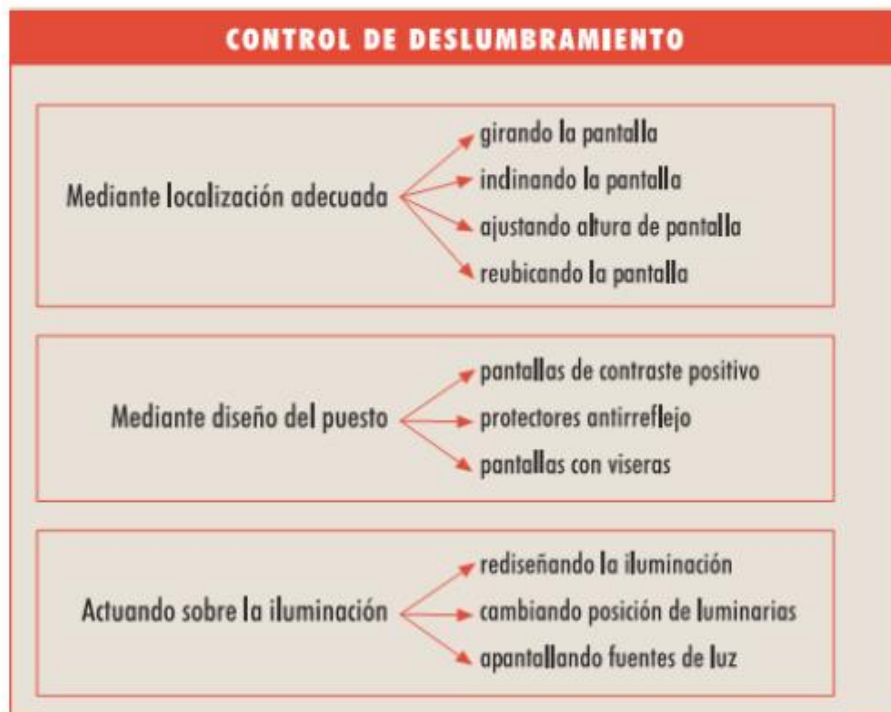 CONTROL DE DESLUMBRAMIENTO
Mediante localización adecuada
girando la pantalla
inclinando la pantalla
ajustando altura de pantalla
reubicando la pantalla
Mediante diseño del puesto
pantallas de contraste positivo
protectores antirreflejo
pantallas con viseras
Actuando sobre la iluminación
rediseñando la iluminación
cambiando posición de luminarias
apantallando fuentes de luz